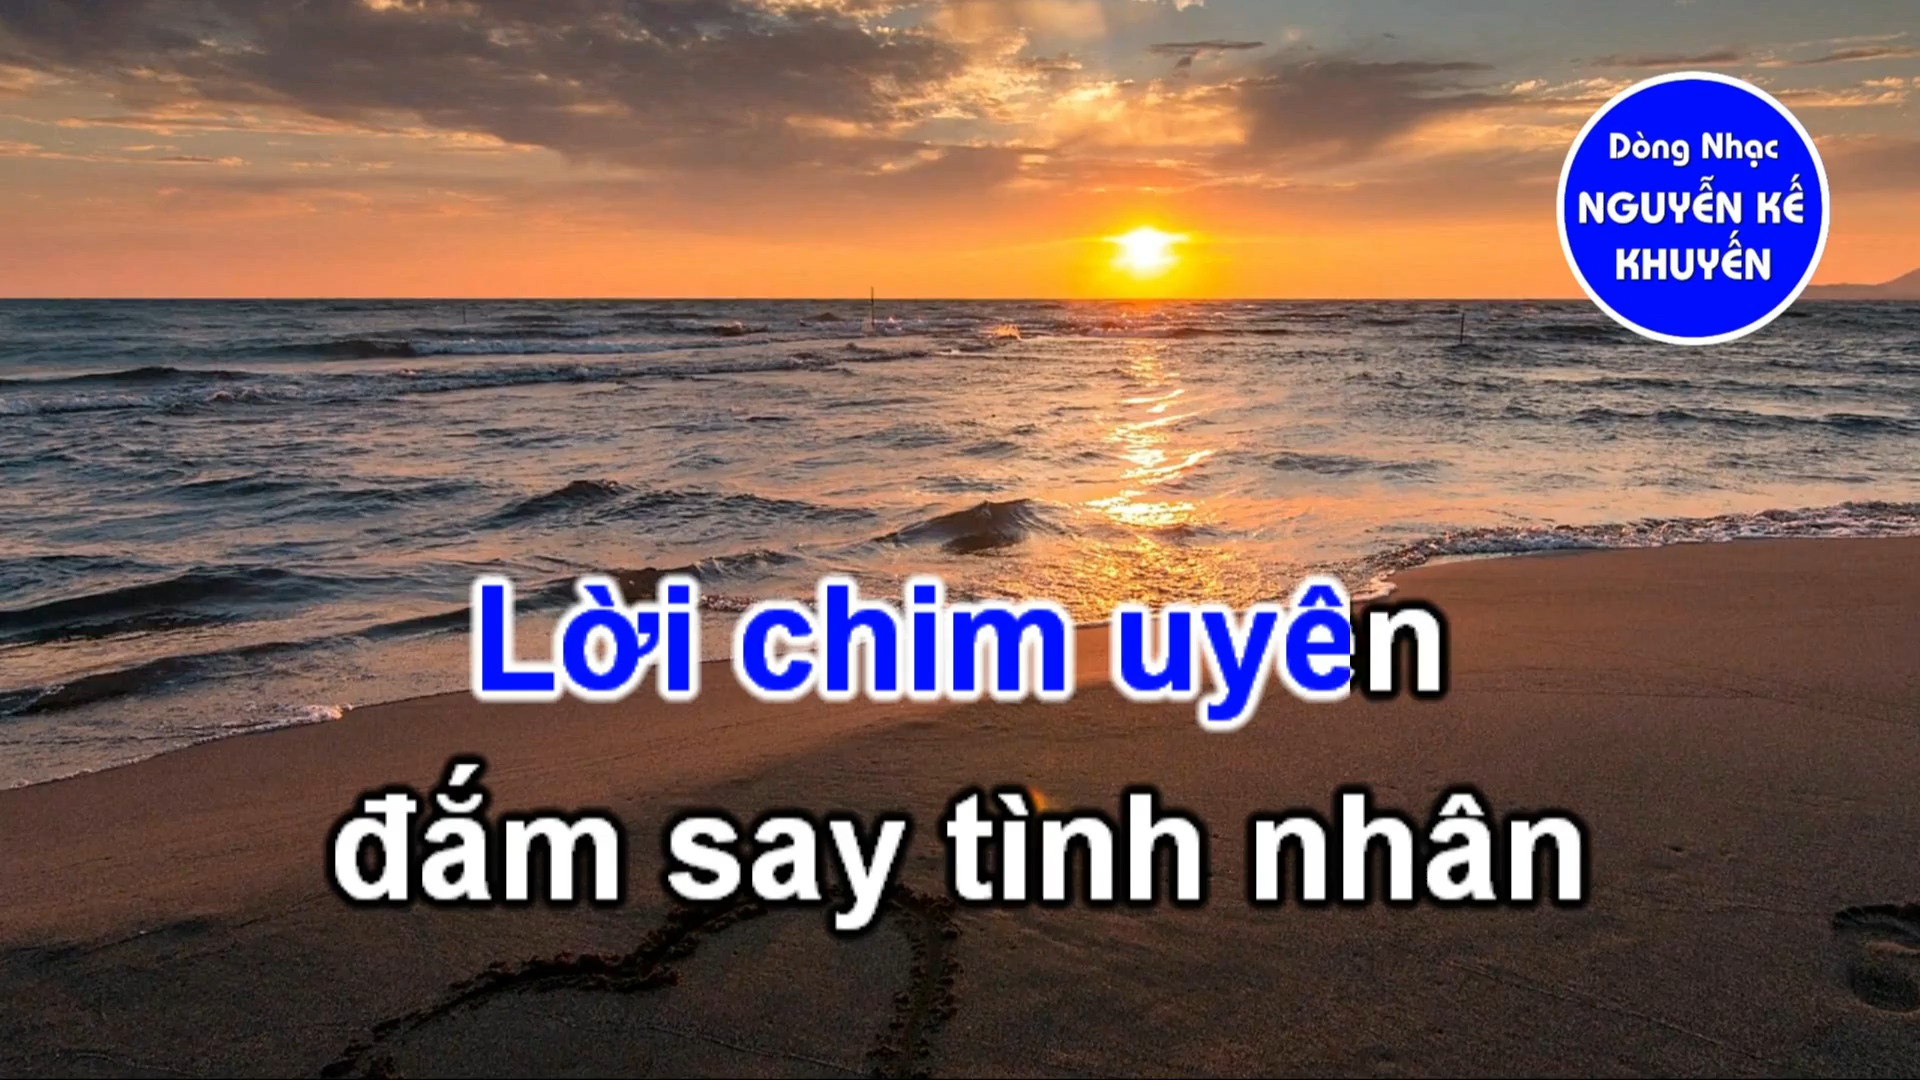 Dòng Nhạc
NGUYỄN KẾ
KHUYẾN
Lời chim uyên
đắm say tình nhân